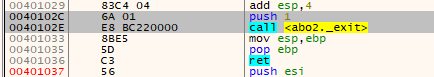 00401029 83C4 04 add esp,4
0040102C 6A 01 push 1
0040102E E8 BC220000 call <abo2._exit>
00401033 8BE5 mov esp,ebp
00401035 5D pop ebp
00401036 C3 ret
00401037 56 push esi